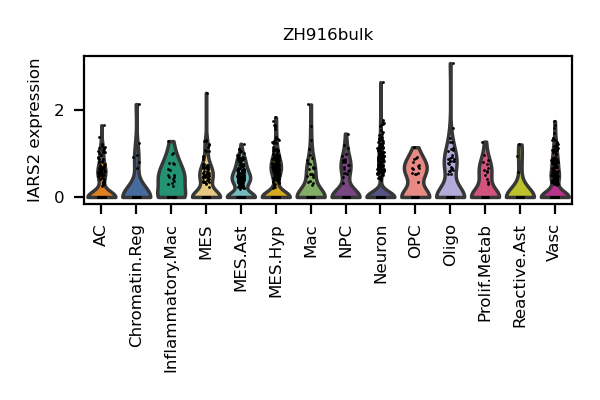 ZH916bulk
IARS2 expression
2
0
AC
Chromatin.Reg
Inflammatory.Mac
MES
MES.Ast
MES.Hyp
Mac
NPC
Neuron
OPC
Oligo
Prolif.Metab
Reactive.Ast
Vasc